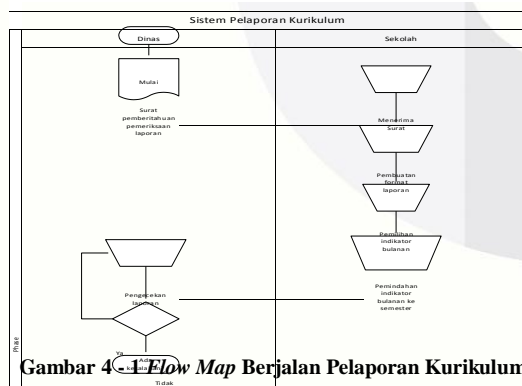 Sistem Pelaporan Kurikulum
Dinas
Sekolah
Mulai
Surat
pemberitahuan
pemeriksaan
laporan
Menerima
Surat
Pembuatan
format
laporan
Pemilihan
indikator
bulanan
Pemindahan
indikator
bulanan ke
semester
Pengecekan
laporan
Ya
Tidak
Phase
Gambar 4 - 1 Flow Map Berjalan Pelaporan Kurikulum